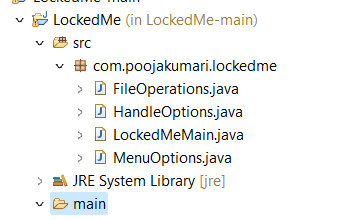 LockedMe (in LockedMe-main)
src
com.poojakumari.lockedme
FileOperations.java
HandleOptions.java
LockedMeMain.java
MenuOptions.java
JRE System Library [jre]
main